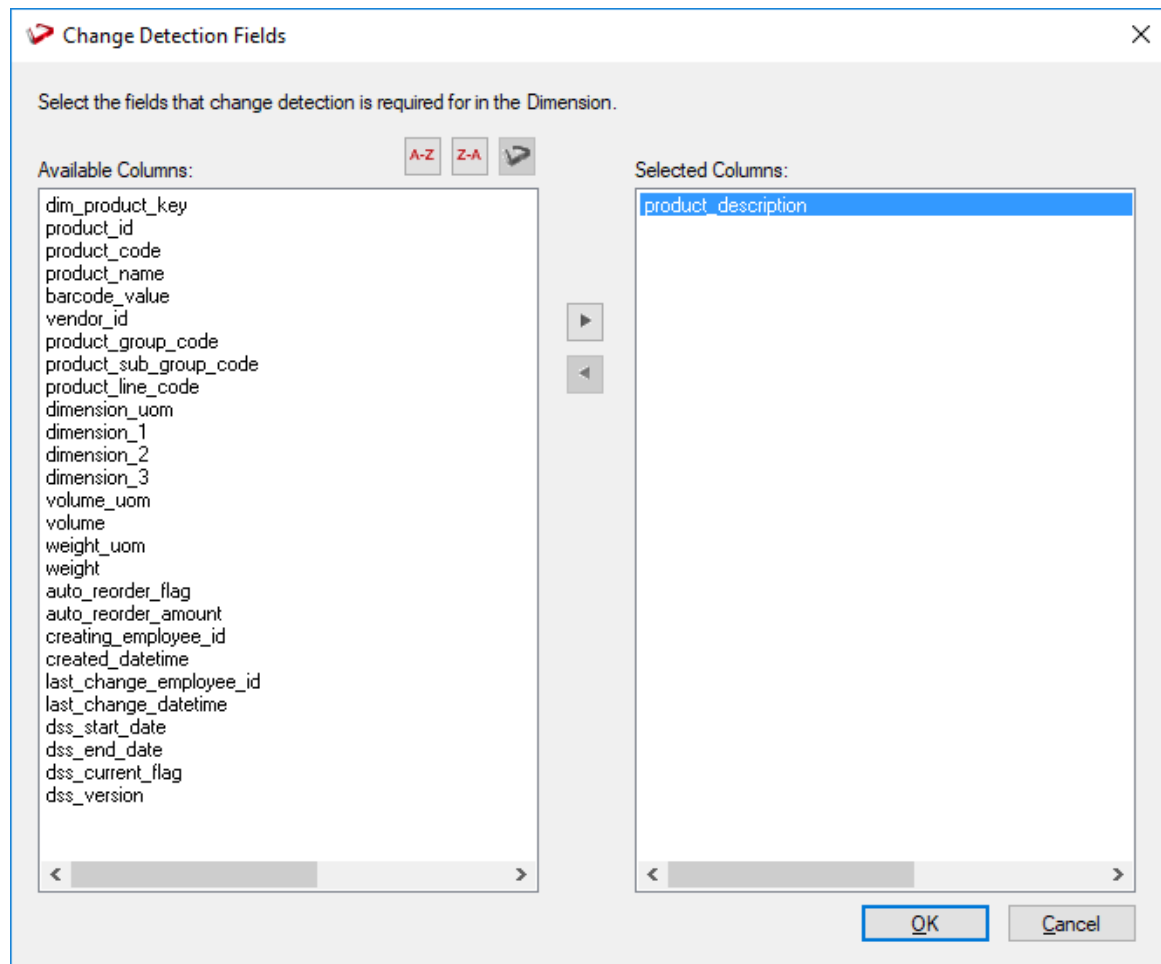 Change Detection Fields
Select the fields that change detection is required for in the Dimension.
A-Z Z-A
Available Columns:
dim_product_key
product_id
product_code
product_name
barcode_value
vendor_id
product_group_code
product_sub_group_code
product_line_code
dimension_uom
dimension_1
dimension_2
dimension_3
volume_uom
volume
weight_uom
weight
auto_reorder_flag
auto_reorder_amount
creating_employee_id
created_datetime
last_change_employee_id
last_change_datetime
dss_start_date
dss_end_date
dss_current_flag
dss_version
Selected Columns:
product_description
OK Cancel